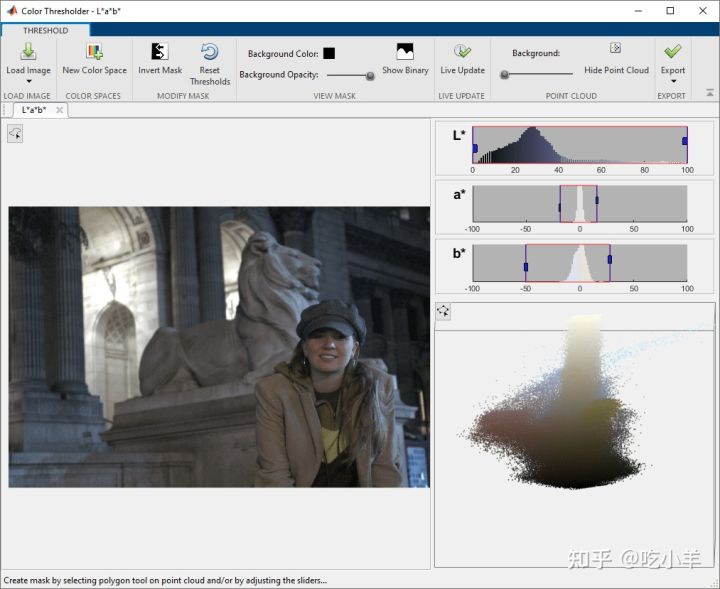 Color Thresholder - L*a*b*
THRESHOLD
Load Image
New Color Space
Invert Mask
Reset
Thresholds
Background Color:
Background Opacity:
Show Binary
Live Update
Background:
Hide Point Cloud
Export
LOAD IMAGE
COLOR SPACES
MODIFY MASK
VIEW MASK
LIVE UPDATE
POINT CLOUD
EXPORT
L*a*b*
L*
0 20 40 60 80 100
a*
-100 -50 0 50 100
b*
-100 -50 0 50 100
知乎 @吃小羊
Create mask by selecting polygon tool on point cloud and/or by adjusting the sliders...